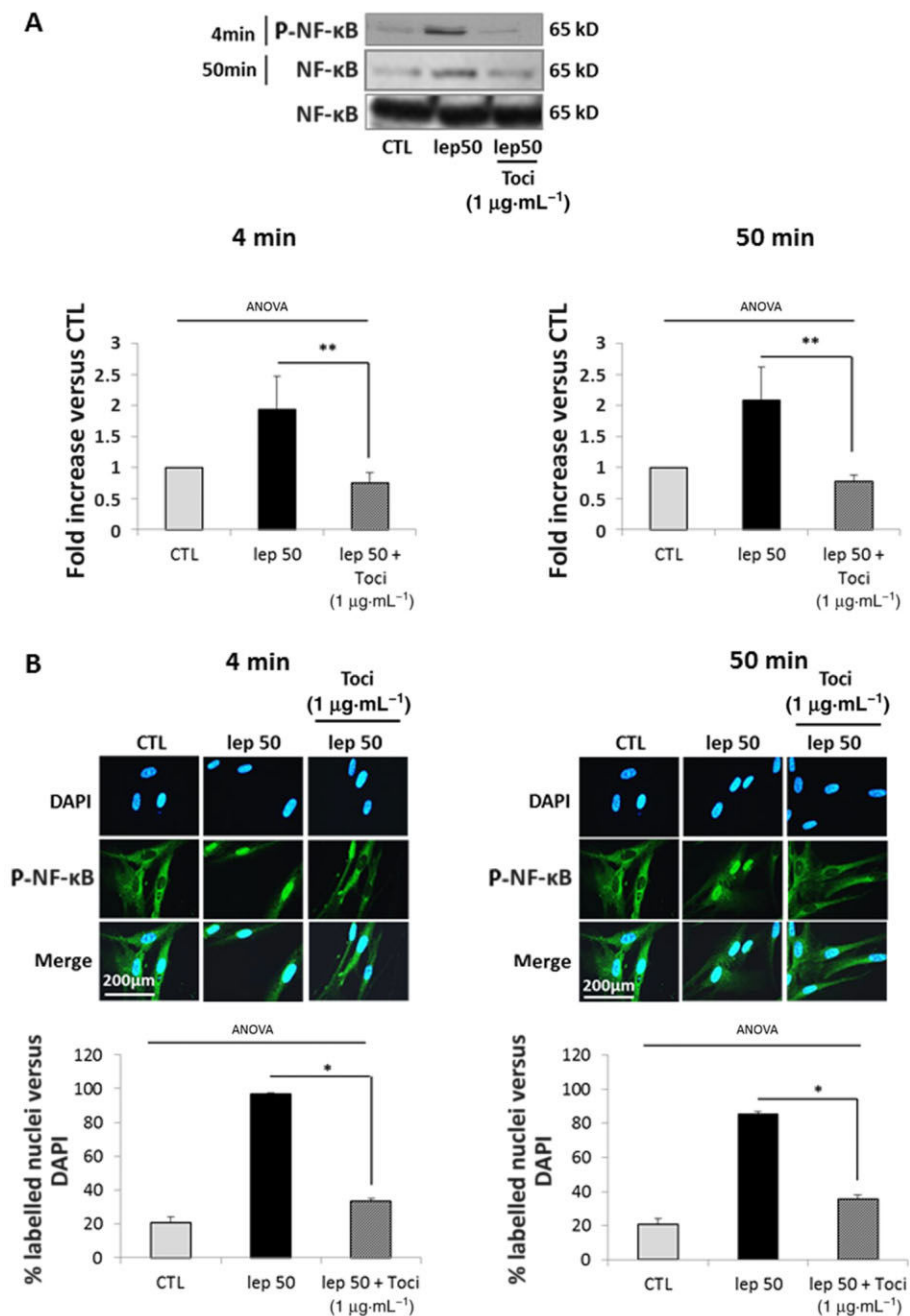 A
4min P-NF-κB 65 kD
50min NF-κB 65 kD
NF-κB 65 kD
CTL lep50 lep50
Toci
(1 µg·mL⁻¹)
4 min
ANOVA
Fold increase versus CTL
3
2.5
2
1.5
1
0.5
0
**
CTL lep 50 lep 50 +
Toci
(1 µg·mL⁻¹)
50 min
ANOVA
Fold increase versus CTL
3
2.5
2
1.5
1
0.5
0
**
CTL lep 50 lep 50 +
Toci
(1 µg·mL⁻¹)
B
4 min
Toci
(1 µg·mL⁻¹)
CTL lep 50 lep 50
DAPI
P-NF-κB
Merge
200µm
50 min
Toci
(1 µg·mL⁻¹)
CTL lep 50 lep 50
DAPI
P-NF-κB
Merge
200µm
ANOVA
% labelled nuclei versus
DAPI
120
100
80
60
40
20
0
*
CTL lep 50 lep 50 + Toci
(1 µg·mL⁻¹)
ANOVA
% labelled nuclei versus
DAPI
120
100
80
60
40
20
0
*
CTL lep 50 lep 50 + Toci
(1 µg·mL⁻¹)